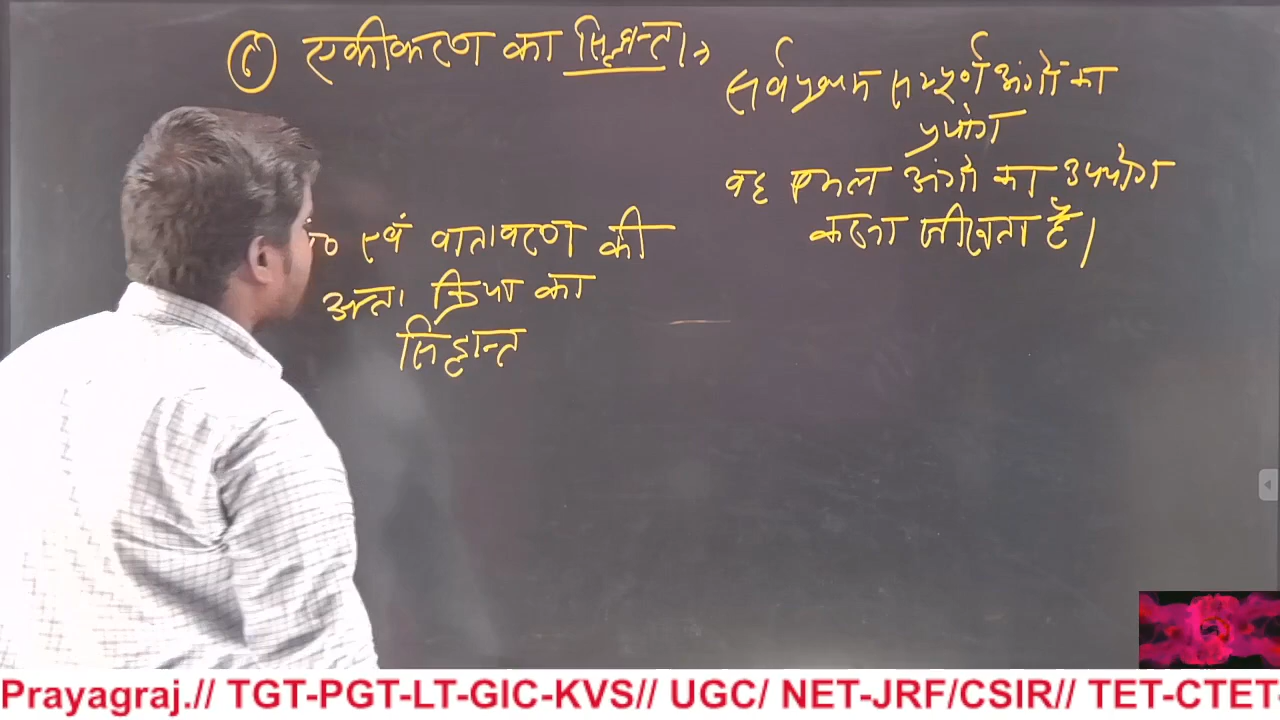 ⑥ एकीकरण का सिद्धान्त।→
सर्वप्रथम सम्पूर्ण अंगों का
प्रयोग
वह एमल अंगो का उपयोग
करना सीखता है।
एवं वातावरण की
अन्तः क्रिया का
सिद्धान्त
Prayagraj.// TGT-PGT-LT-GIC-KVS// UGC/ NET-JRF/CSIR// TET-CTET-